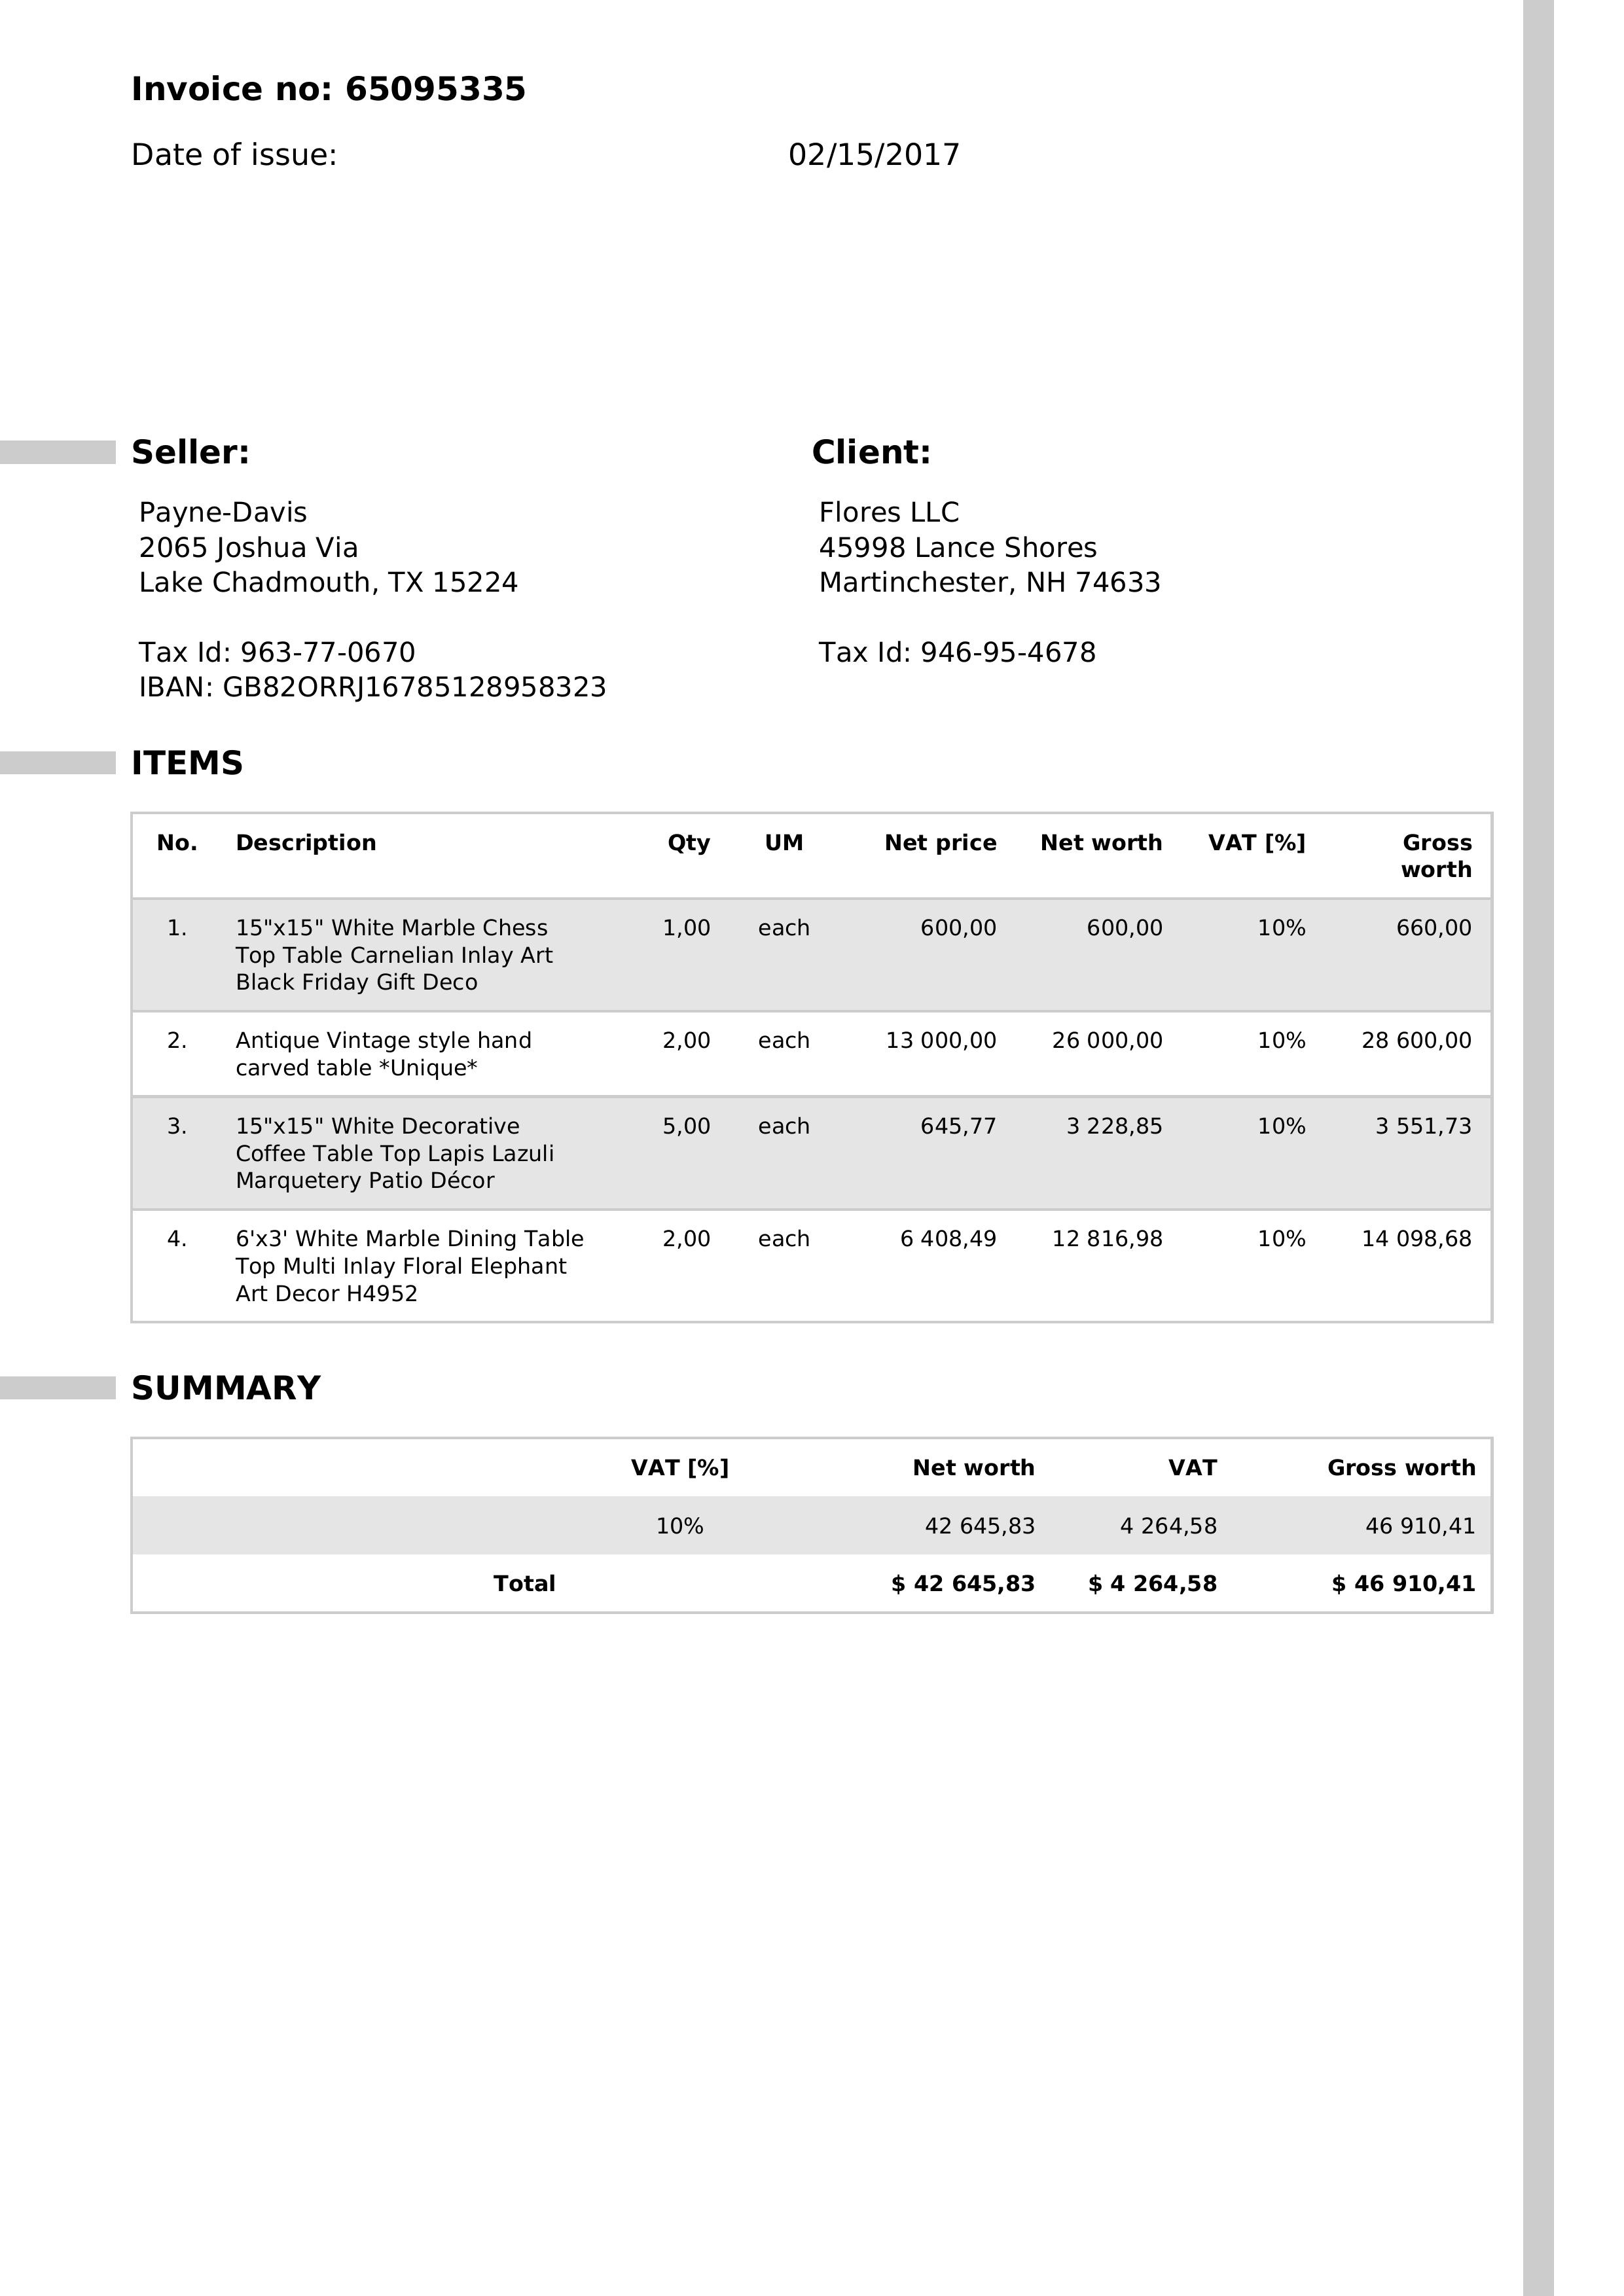 Invoice no: 65095335
Date of issue: 02/15/2017
Seller:
Payne-Davis
2065 Joshua Via
Lake Chadmouth, TX 15224
Tax Id: 963-77-0670
IBAN: GB82ORRJ16785128958323
Client:
Flores LLC
45998 Lance Shores
Martinchester, NH 74633
Tax Id: 946-95-4678
ITEMS
No. Description Qty UM Net price Net worth VAT [%] Gross
worth
1. 15"x15" White Marble Chess 1,00 each 600,00 600,00 10% 660,00
Top Table Carnelian Inlay Art
Black Friday Gift Deco
2. Antique Vintage style hand 2,00 each 13 000,00 26 000,00 10% 28 600,00
carved table *Unique*
3. 15"x15" White Decorative 5,00 each 645,77 3 228,85 10% 3 551,73
Coffee Table Top Lapis Lazuli
Marquetery Patio Décor
4. 6'x3' White Marble Dining Table 2,00 each 6 408,49 12 816,98 10% 14 098,68
Top Multi Inlay Floral Elephant
Art Decor H4952
SUMMARY
VAT [%] Net worth VAT Gross worth
10% 42 645,83 4 264,58 46 910,41
Total $ 42 645,83 $ 4 264,58 $ 46 910,41